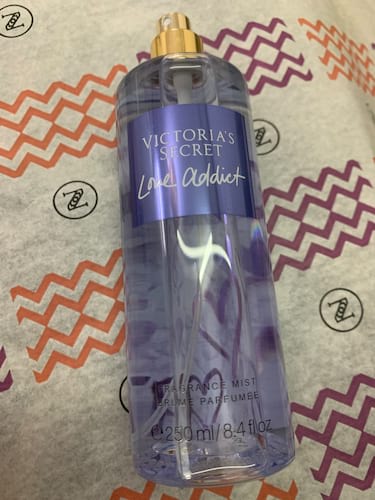 VICTORIA'S
SECRET
Love addict
FRAGRANCE MIST
BRUME PARFUMÉE
℮ 250 ml/8.4 fl oz